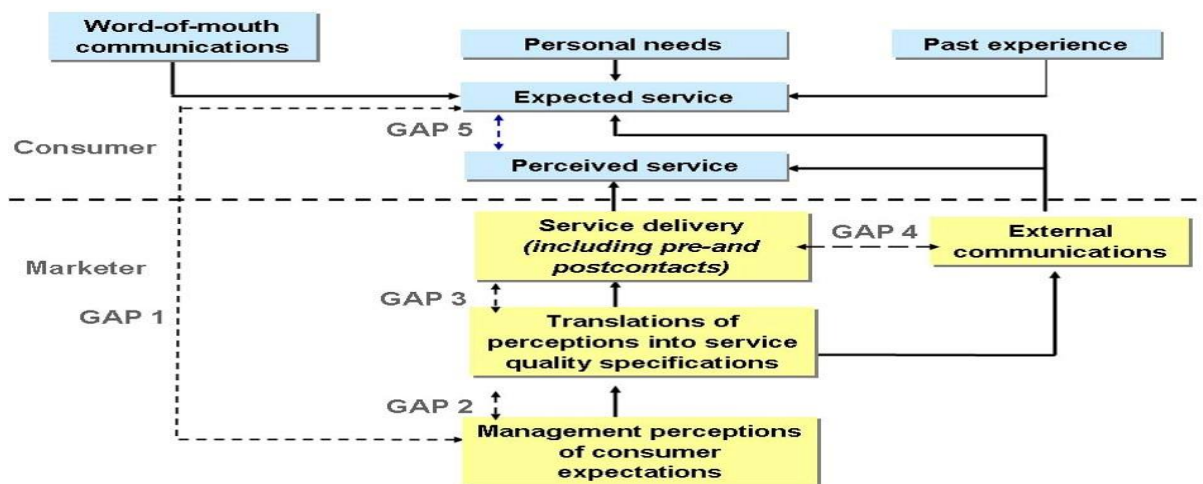 Word-of-mouth
communications
Personal needs
Past experience
Expected service
GAP 5
Consumer
Perceived service
Service delivery
(including pre-and
postcontacts)
GAP 4
External
communications
Marketer
GAP 3
GAP 1
Translations of
perceptions into service
quality specifications
GAP 2
Management perceptions
of consumer
expectations